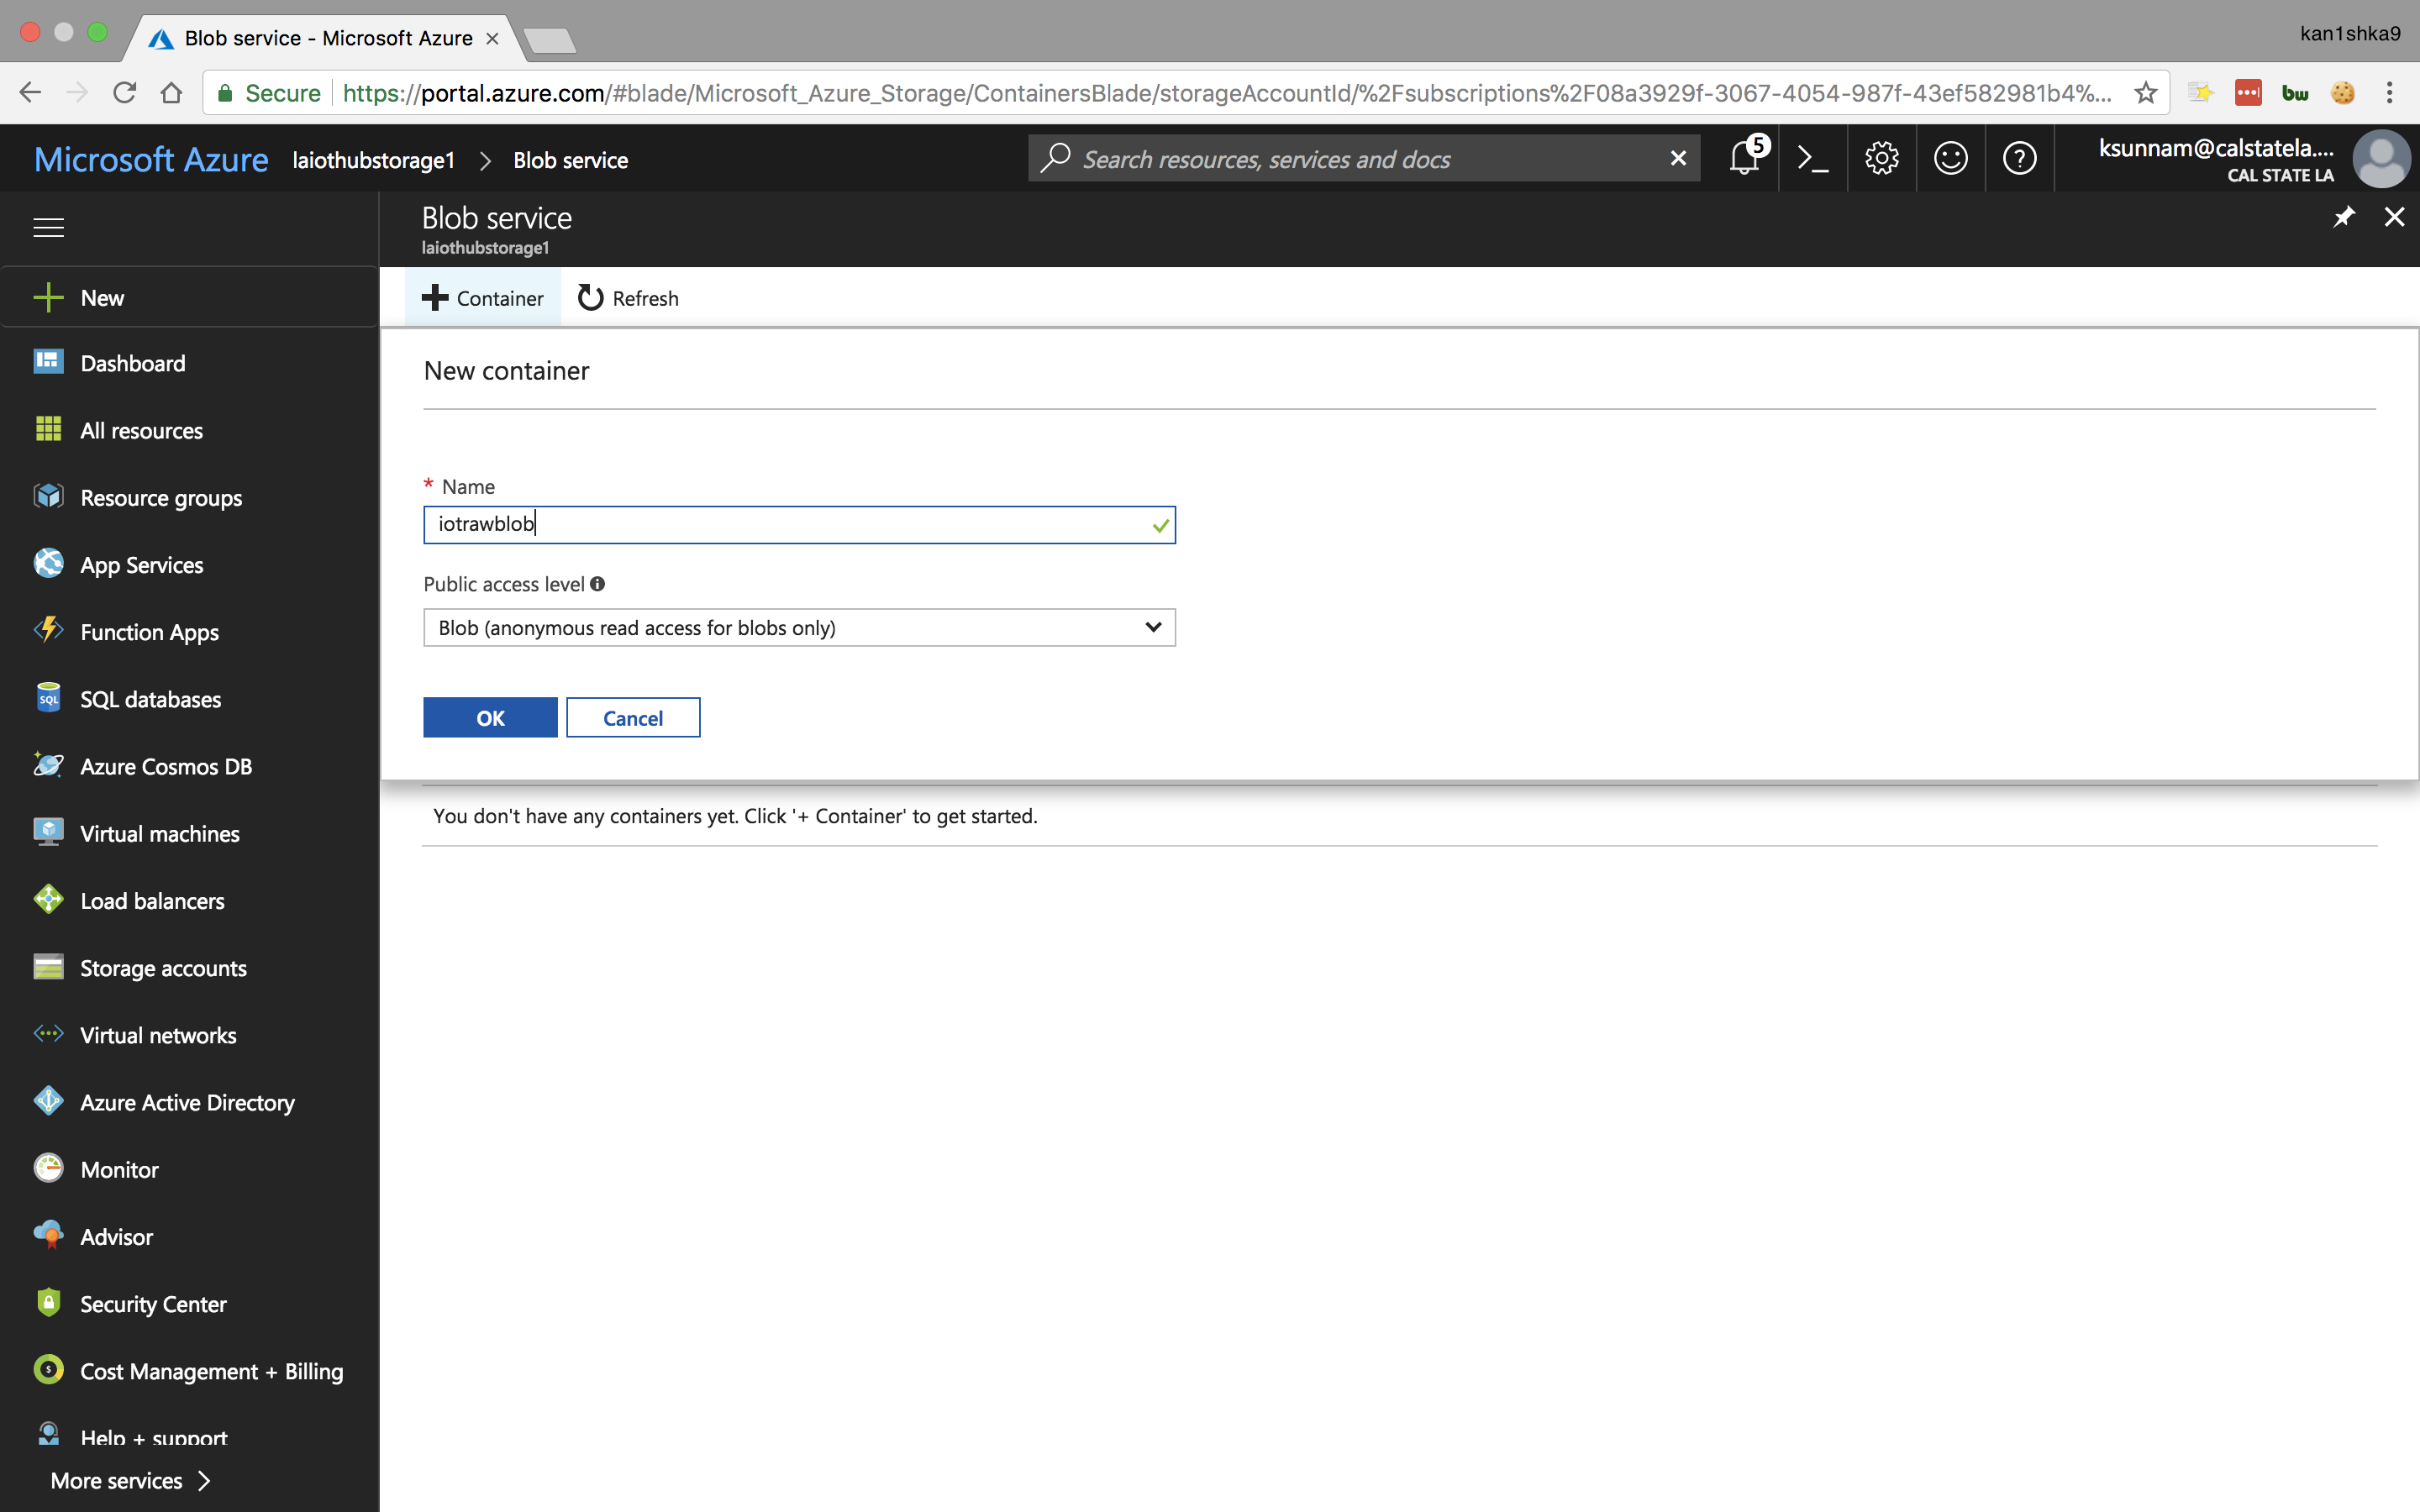 Blob service - Microsoft Azure
kan1shka9
Secure https://portal.azure.com/#blade/Microsoft_Azure_Storage/ContainersBlade/storageAccountId/%2Fsubscriptions%2F08a3929f-3067-4054-987f-43ef582981b4%...
bw
Microsoft Azure laiothubstorage1 > Blob service
Search resources, services and docs
5
ksunnam@calstatela....
CAL STATE LA
Blob service
laiothubstorage1
New
Container Refresh
New container
* Name
iotrawblob
Public access level
Blob (anonymous read access for blobs only)
OK Cancel
You don't have any containers yet. Click '+ Container' to get started.
Dashboard
All resources
Resource groups
App Services
Function Apps
SQL databases
Azure Cosmos DB
Virtual machines
Load balancers
Storage accounts
Virtual networks
Azure Active Directory
Monitor
Advisor
Security Center
Cost Management + Billing
Help + support
More services >